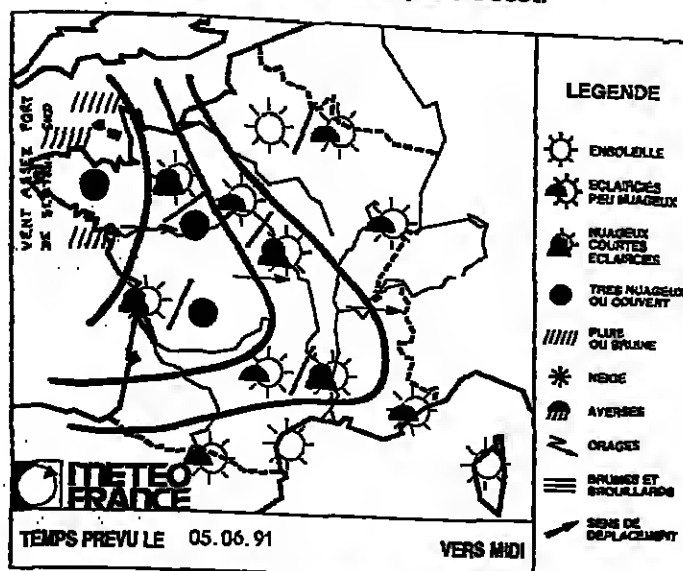 LEGENDE
ENSOLEILLE
ECLAIRCIES
PEU NUAGEUX
NUAGEUX
COURTES
ECLAIRCIES
TRES NUAGEUX
OU COUVERT
PLUIE
OU BRUINE
NEIGE
AVERSES
ORAGES
BRUMES ET
BROUILLARDS
SENS DE
DEPLACEMENT
VENT ASSEZ FORT
DE SECTEUR SUD
METEO
FRANCE
TEMPS PREVU LE 05.06.91 VERS MIDI